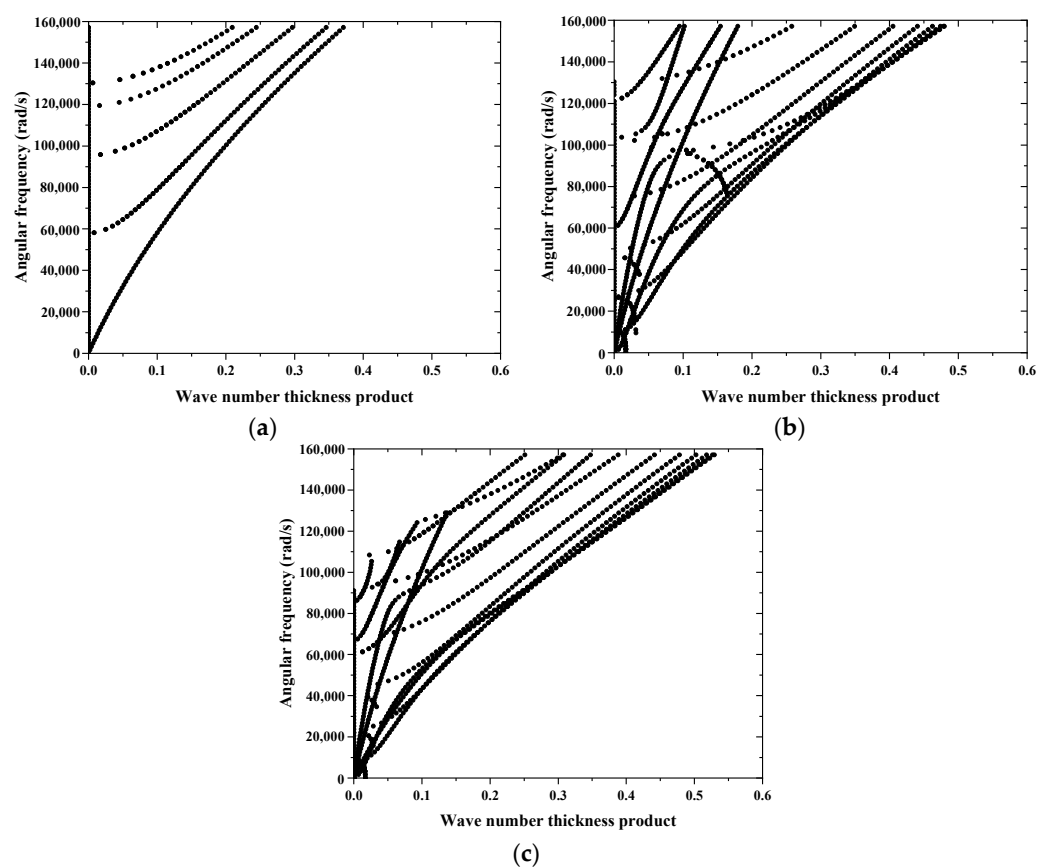 160,000
140,000
120,000
100,000
80,000
60,000
40,000
20,000
0
Angular frequency (rad/s)
0.0 0.1 0.2 0.3 0.4 0.5 0.6
Wave number thickness product
(a)
160,000
140,000
120,000
100,000
80,000
60,000
40,000
20,000
0
Angular frequency (rad/s)
0.0 0.1 0.2 0.3 0.4 0.5 0.6
Wave number thickness product
(b)
160,000
140,000
120,000
100,000
80,000
60,000
40,000
20,000
0
Angular frequency (rad/s)
0.0 0.1 0.2 0.3 0.4 0.5 0.6
Wave number thickness product
(c)